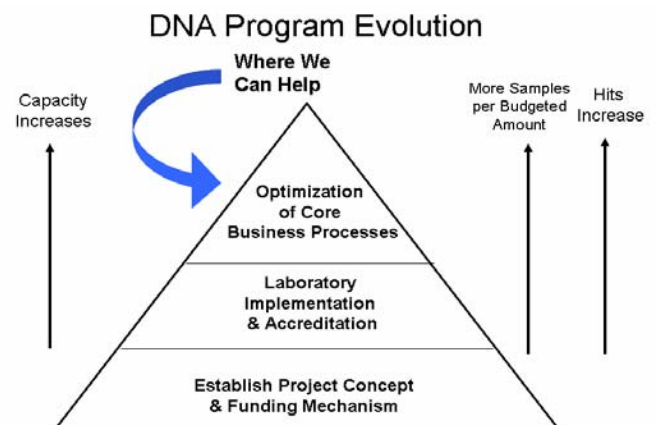 DNA Program Evolution
Where We
Can Help
Capacity
Increases
More Samples
per Budgeted
Amount
Hits
Increase
Optimization
of Core
Business Processes
Laboratory
Implementation
& Accreditation
Establish Project Concept
& Funding Mechanism